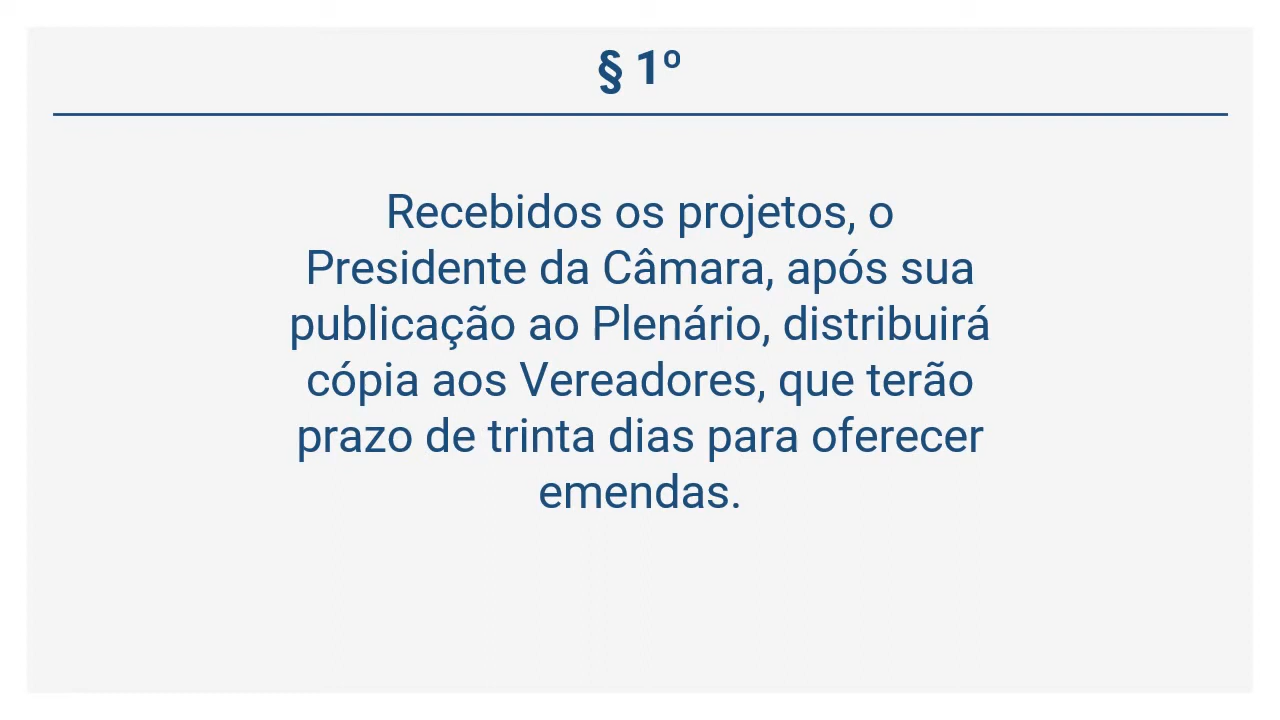 § 1º
Recebidos os projetos, o
Presidente da Câmara, após sua
publicação ao Plenário, distribuirá
cópia aos Vereadores, que terão
prazo de trinta dias para oferecer
emendas.